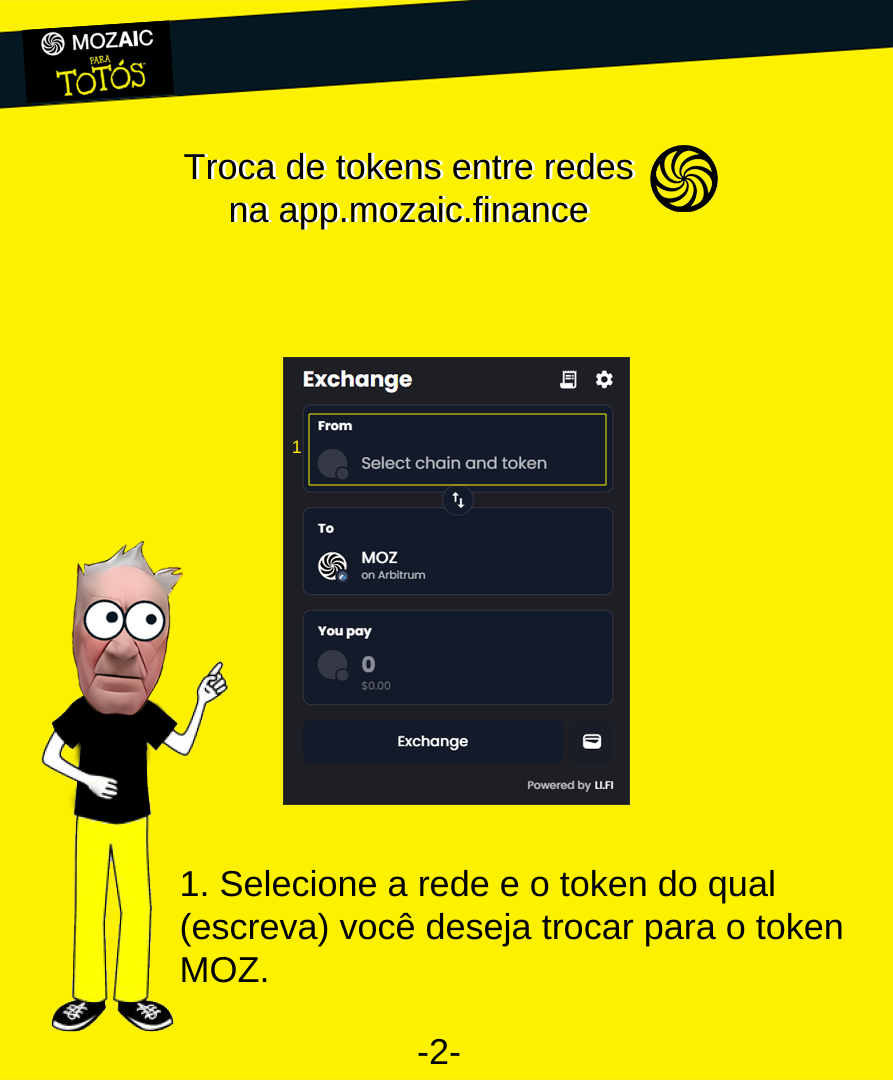 MOZAIC
PARA
TOTÓS
Troca de tokens entre redes
na app.mozaic.finance
Exchange
From
1
Select chain and token
To
MOZ
on Arbitrum
You pay
0
$0.00
Exchange
Powered by LI.FI
1. Selecione a rede e o token do qual
(escreva) você deseja trocar para o token
MOZ.
-2-